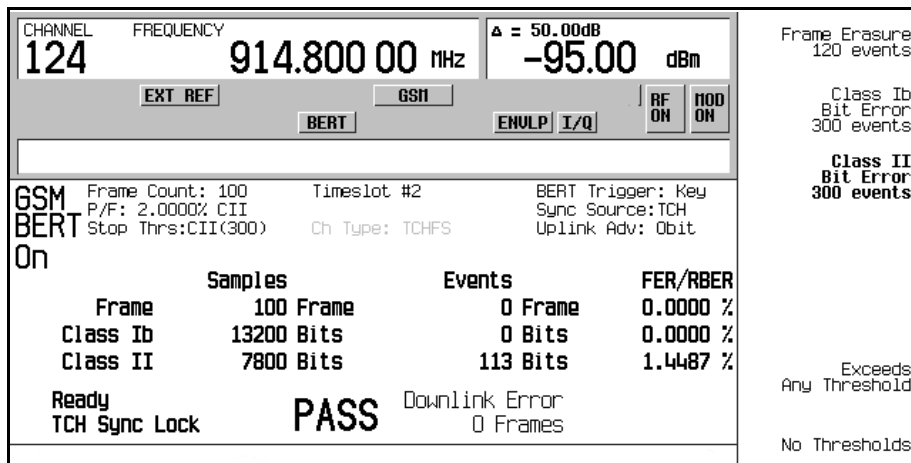 CHANNEL FREQUENCY Δ = 50.00dB
124 914.800 00 MHz -95.00 dBm
EXT REF GSM RF ON MOD ON
BERT ENVLP I/Q
GSM BERT On
Frame Count: 100 Timeslot #2 BERT Trigger: Key
P/F: 2.0000% CII Sync Source:TCH
Stop Thrs:CII(300) Ch Type: TCHFS Uplink Adv: 0bit
Samples Events FER/RBER
Frame 100 Frame 0 Frame 0.0000 %
Class Ib 13200 Bits 0 Bits 0.0000 %
Class II 7800 Bits 113 Bits 1.4487 %
Ready PASS Downlink Error
TCH Sync Lock 0 Frames
Frame Erasure
120 events
Class Ib
Bit Error
300 events
Class II
Bit Error
300 events
Exceeds
Any Threshold
No Thresholds